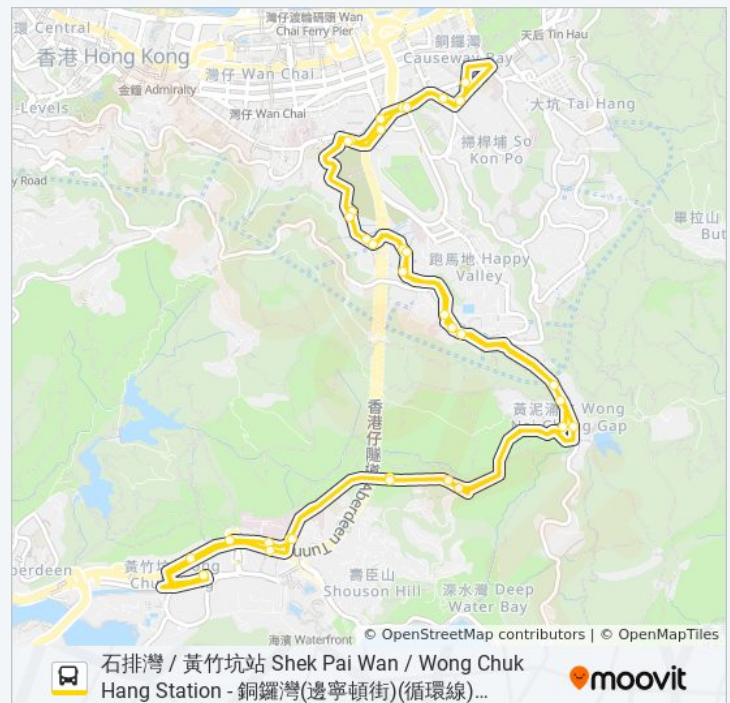 灣仔渡輪碼頭 Wan
Chai Ferry Pier
環 Central
香港 Hong Kong
銅鑼灣
Causeway Bay
天后 Tin Hau
灣仔 Wan Chai
金鐘 Admiralty
-Levels
灣仔 Wan Chai
大坑 Tai Hang
掃桿埔 So
Kon Po
y Road
畢拉山
But
跑馬地 Happy
Valley
香港仔隧道 Aberdeen Tunn
黃泥涌 Wong
Nai Chung Gap
berdeen
黃竹坑 Wong
Chuk Hang
壽臣山
Shouson Hill
深水灣 Deep
Water Bay
海濱 Waterfront
© OpenStreetMap contributors | © OpenMapTiles
石排灣 / 黃竹坑站 Shek Pai Wan / Wong Chuk
Hang Station - 銅鑼灣(邊寧頓街)(循環線)...
moovit